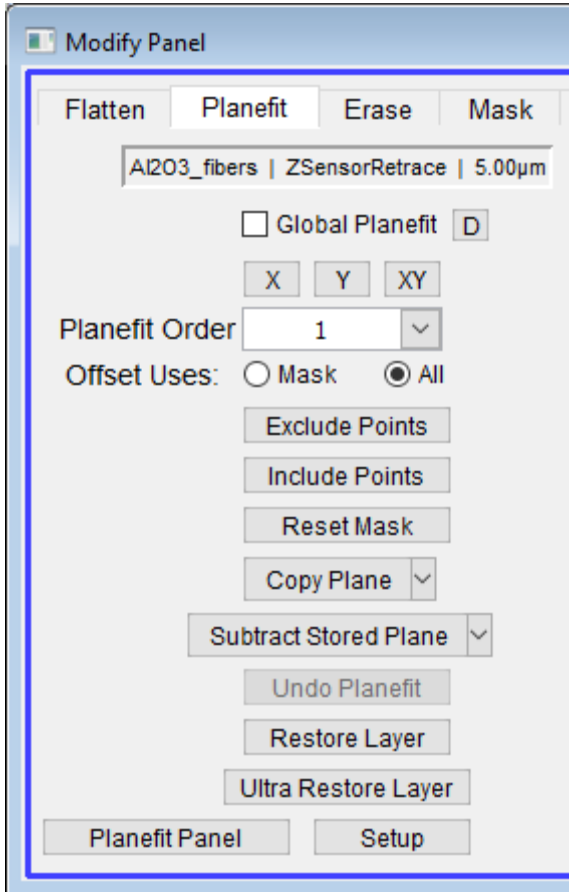 Modify Panel
Flatten Planefit Erase Mask
Al2O3_fibers | ZSensorRetrace | 5.00µm
Global Planefit D
X Y XY
Planefit Order 1
Offset Uses: Mask All
Exclude Points
Include Points
Reset Mask
Copy Plane
Subtract Stored Plane
Undo Planefit
Restore Layer
Ultra Restore Layer
Planefit Panel Setup